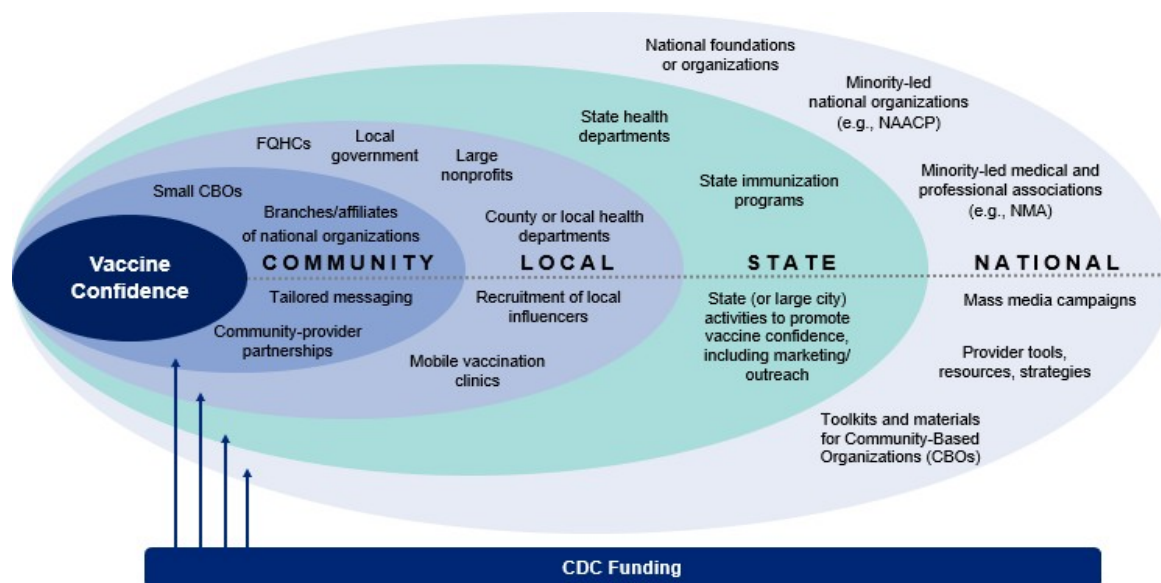 National foundations
or organizations
Minority-led
national organizations
(e.g., NAACP)
State health
departments
FQHCs
Local
government
Large
nonprofits
Minority-led medical and
professional associations
(e.g., NMA)
State immunization
programs
Small CBOs
Branches/affiliates
of national organizations
County or local health
departments
Vaccine
Confidence
COMMUNITY
LOCAL
STATE
NATIONAL
Tailored messaging
Community-provider
partnerships
Recruitment of local
influencers
Mobile vaccination
clinics
State (or large city)
activities to promote
vaccine confidence,
including marketing/
outreach
Mass media campaigns
Provider tools,
resources, strategies
Toolkits and materials
for Community-Based
Organizations (CBOs)
CDC Funding